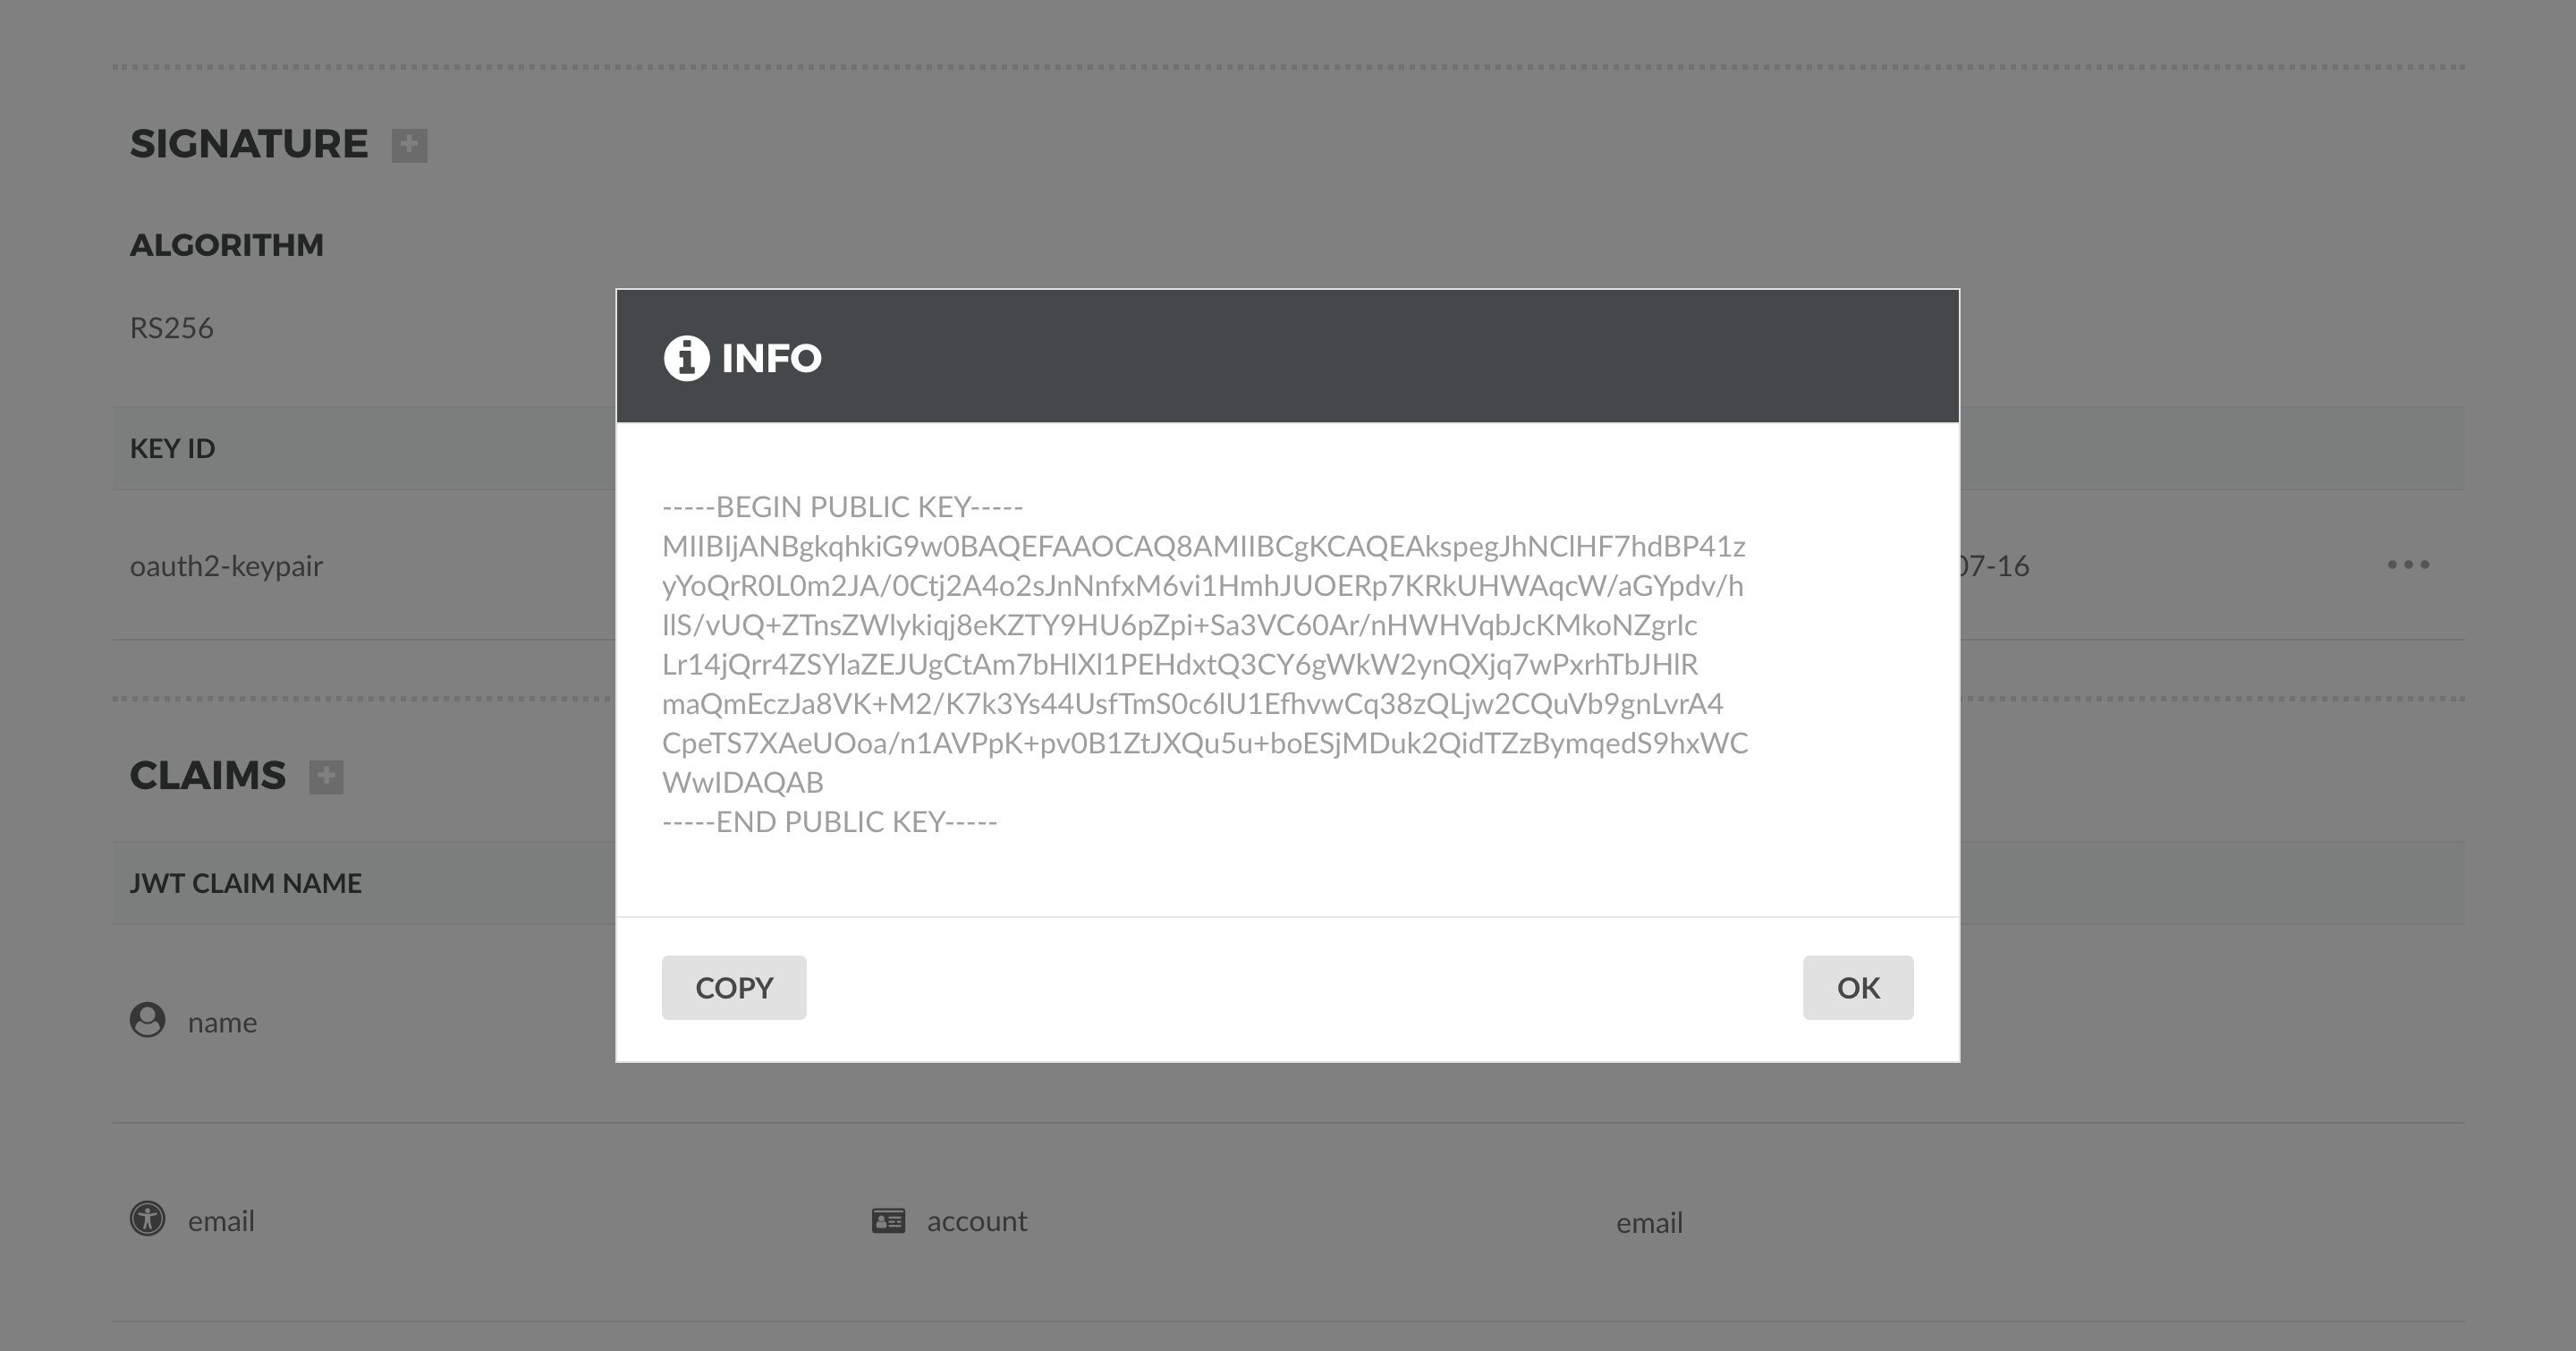 SIGNATURE
ALGORITHM
RS256
KEY ID
oauth2-keypair
07-16
INFO
-----BEGIN PUBLIC KEY-----
MIIBIjANBgkqhkiG9w0BAQEFAAOCAQ8AMIIBCgKCAQEAkspegJhNClHF7hdBP41z
yYoQrR0L0m2JA/0Ctj2A4o2sJnNnfxM6vi1HmhJUOERp7KRkUHWAqcW/aGYpdv/h
IlS/vUQ+ZTnsZWlykiqj8eKZTY9HU6pZpi+Sa3VC60Ar/nHWHVqbJcKMkoNZgrIc
Lr14jQrr4ZSYlaZEJUgCtAm7bHlXl1PEHdxtQ3CY6gWkW2ynQXjq7wPxrhTbJHlR
maQmEczJa8VK+M2/K7k3Ys44UsfTmS0c6lU1EfhvwCq38zQLjw2CQuVb9gnLvrA4
CpeTS7XAeUOoa/n1AVPpK+pv0B1ZtJXQu5u+boESjMDuk2QidTZzBymqedS9hxWC
WwIDAQAB
-----END PUBLIC KEY-----
COPY
OK
CLAIMS
JWT CLAIM NAME
name
email
account
email